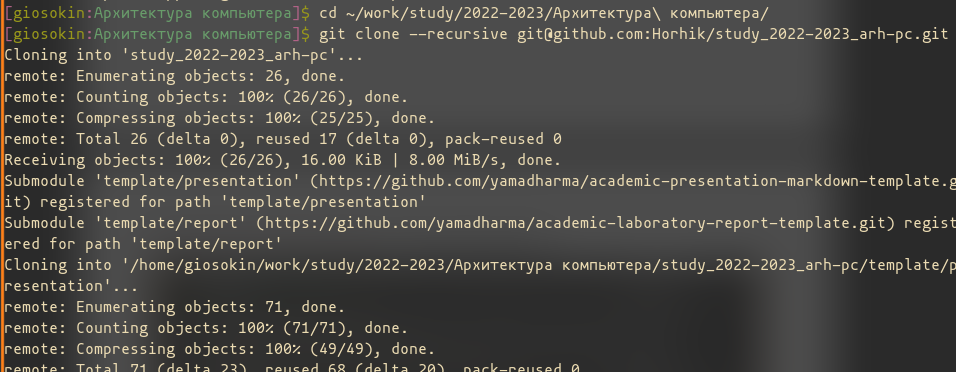 [giosokin:Архитектура компьютера]$ cd ~/work/study/2022-2023/Архитектура\ компьютера/
[giosokin:Архитектура компьютера]$ git clone --recursive git@github.com:Horhik/study_2022-2023_arh-pc.git
Cloning into 'study_2022-2023_arh-pc'...
remote: Enumerating objects: 26, done.
remote: Counting objects: 100% (26/26), done.
remote: Compressing objects: 100% (25/25), done.
remote: Total 26 (delta 0), reused 17 (delta 0), pack-reused 0
Receiving objects: 100% (26/26), 16.00 KiB | 8.00 MiB/s, done.
Submodule 'template/presentation' (https://github.com/yamadharma/academic-presentation-markdown-template.g
it) registered for path 'template/presentation'
Submodule 'template/report' (https://github.com/yamadharma/academic-laboratory-report-template.git) regist
ered for path 'template/report'
Cloning into '/home/giosokin/work/study/2022-2023/Архитектура компьютера/study_2022-2023_arh-pc/template/p
resentation'...
remote: Enumerating objects: 71, done.
remote: Counting objects: 100% (71/71), done.
remote: Compressing objects: 100% (49/49), done.
remote: Total 71 (delta 23), reused 68 (delta 20), pack-reused 0